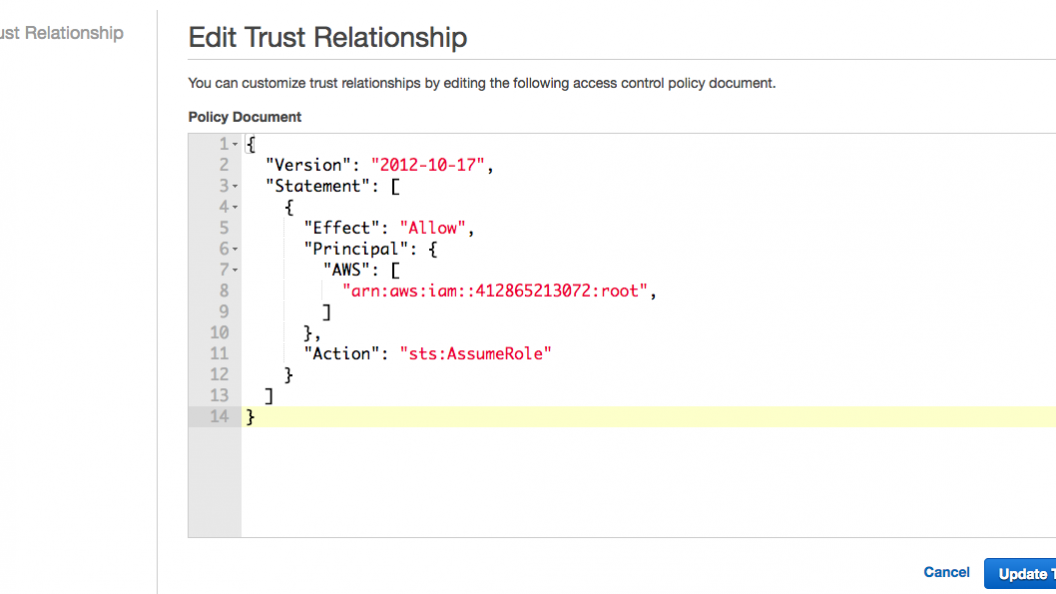 ust Relationship
Edit Trust Relationship
You can customize trust relationships by editing the following access control policy document.
Policy Document
1 {
2 "Version": "2012-10-17",
3 "Statement": [
4 {
5 "Effect": "Allow",
6 "Principal": {
7 "AWS": [
8 "arn:aws:iam::412865213072:root",
9 ]
10 },
11 "Action": "sts:AssumeRole"
12 }
13 ]
14 }
Cancel
Update T